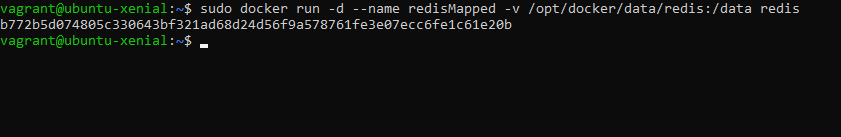 vagrant@ubuntu-xenial:~$ sudo docker run -d --name redisMapped -v /opt/docker/data/redis:/data redis
b772b5d074805c330643bf321ad68d24d56f9a578761fe3e07ecc6fe1c61e20b
vagrant@ubuntu-xenial:~$